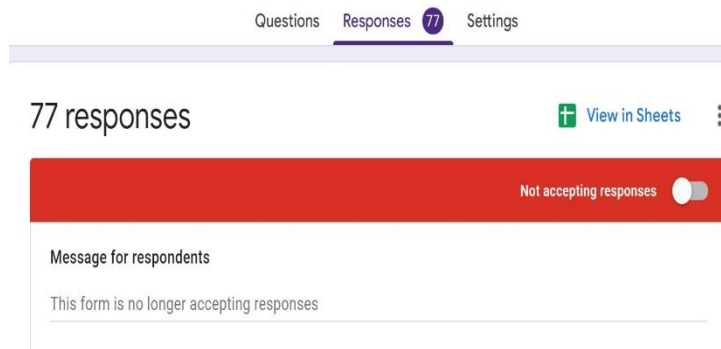 Questions Responses 77 Settings
77 responses
View in Sheets
Not accepting responses
Message for respondents
This form is no longer accepting responses